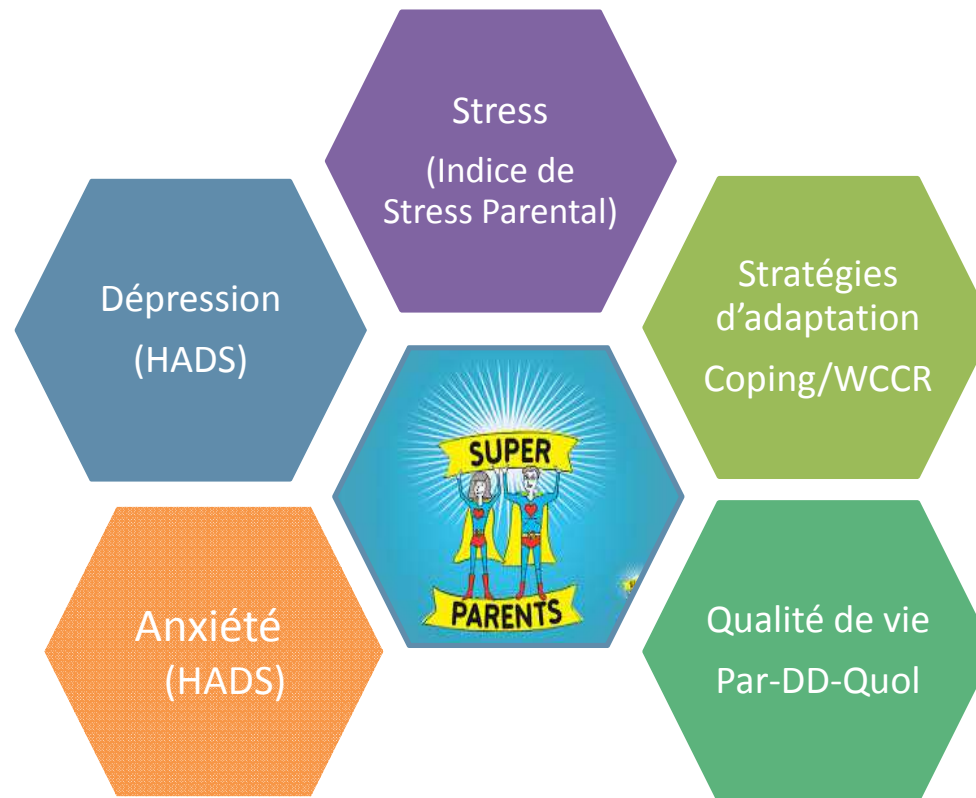 Stress
(Indice de
Stress Parental)
Dépression
(HADS)
Stratégies
d’adaptation
Coping/WCCR
SUPER
PARENTS
Anxiété
(HADS)
Qualité de vie
Par-DD-Quol